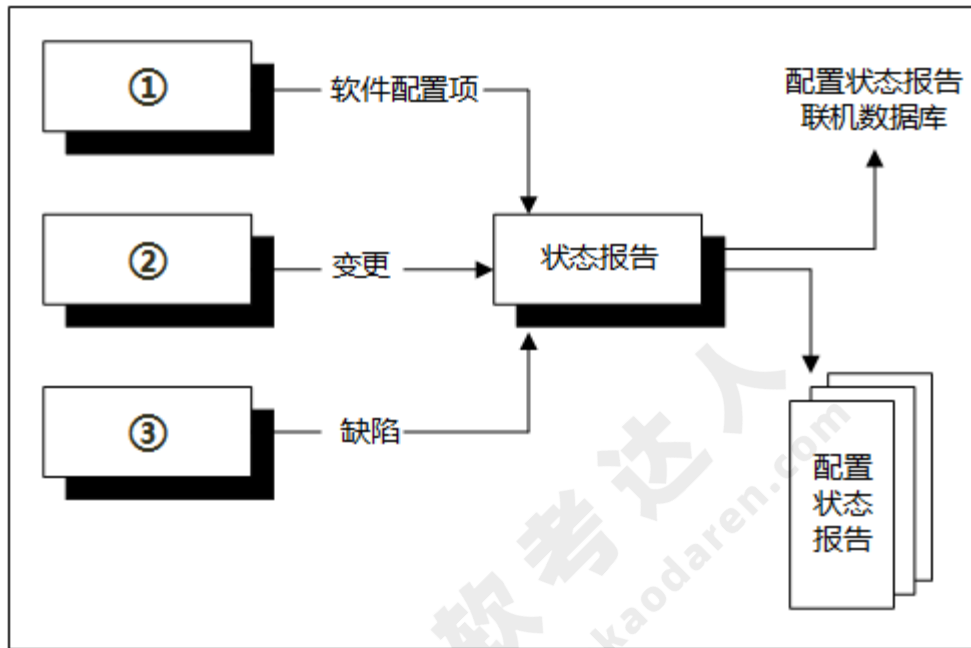 ①
软件配置项
配置状态报告
联机数据库
②
变更
状态报告
③
缺陷
配置
状态
报告
软考达人
kaodaren.com